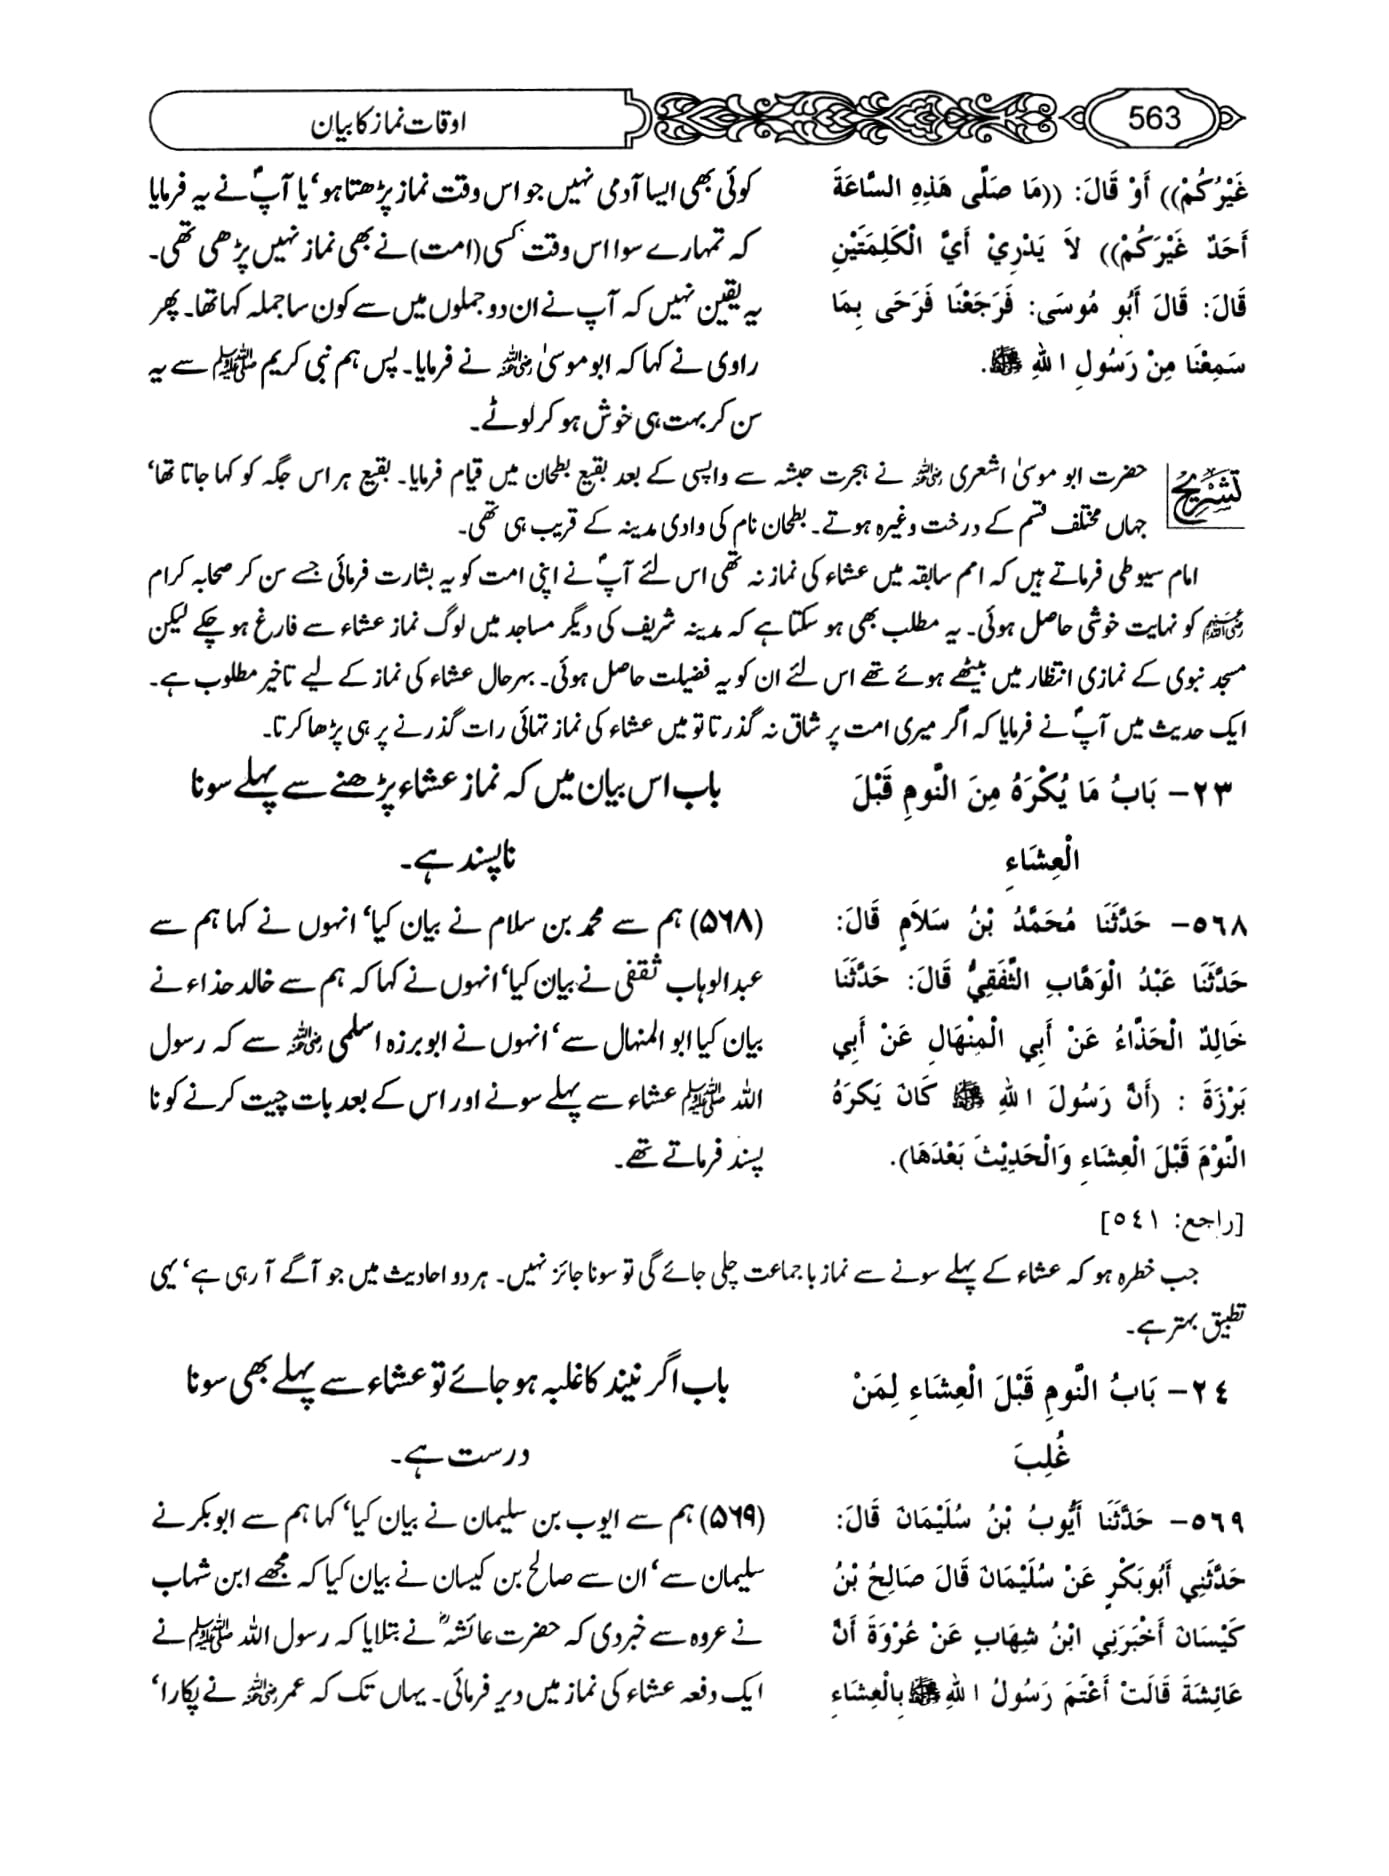 563
اوقات نماز کا بیان
غَيْرُكُمْ)) أَوْ قَالَ: ((مَا صَلَّى هَذِهِ السَّاعَةَ
أَحَدٌ غَيْرَكُمْ)) لاَ يَدْرِيْ أَيَّ الْكَلِمَتَيْنِ
قَالَ: قَالَ أَبُو مُوسَى: فَرَجَعْنَا فَرَحَى بِمَا
سَمِعْنَا مِنْ رَسُولِ اللهِ ﷺ.
کوئی بھی ایسا آدمی نہیں جو اس وقت نماز پڑھتا ہو‘ یا آپؐ نے یہ فرمایا
کہ تمہارے سوا اس وقت کسی (امت) نے بھی نماز نہیں پڑھی تھی۔
یہ یقین نہیں کہ آپ نے ان دو جملوں میں سے کون سا جملہ کہا تھا۔ پھر
راوی نے کہا کہ ابو موسیٰ رضی اللہ عنہ نے فرمایا۔ پس ہم نبی کریم ﷺ سے یہ
سن کر بہت ہی خوش ہو کر لوٹے۔
تشریح
حضرت ابو موسیٰ اشعری رضی اللہ عنہ نے ہجرت حبشہ سے واپسی کے بعد بقیع بطحان میں قیام فرمایا۔ بقیع ہر اس جگہ کو کہا جاتا تھا‘
جہاں مختلف قسم کے درخت وغیرہ ہوتے۔ بطحان نام کی وادی مدینہ کے قریب ہی تھی۔
امام سیوطی فرماتے ہیں کہ امم سابقہ میں عشاء کی نماز نہ تھی اس لئے آپؐ نے اپنی امت کو یہ بشارت فرمائی جسے سن کر صحابہ کرام
رضی اللہ عنہم کو نہایت خوشی حاصل ہوئی۔ یہ مطلب بھی ہو سکتا ہے کہ مدینہ شریف کی دیگر مساجد میں لوگ نماز عشاء سے فارغ ہو چکے لیکن
مسجد نبوی کے نمازی انتظار میں بیٹھے ہوئے تھے اس لئے ان کو یہ فضیلت حاصل ہوئی۔ بہرحال عشاء کی نماز کے لیے تاخیر مطلوب ہے۔
ایک حدیث میں آپؐ نے فرمایا کہ اگر میری امت پر شاق نہ گذرتا تو میں عشاء کی نماز تہائی رات گذرنے پر ہی پڑھا کرتا۔
٢٣- بَابُ مَا يُكْرَهُ مِنَ النَّومِ قَبْلَ
الْعِشَاءِ
باب اس بیان میں کہ نماز عشاء پڑھنے سے پہلے سونا
ناپسند ہے۔
٥٦٨- حَدَّثَنَا مُحَمَّدُ بْنُ سَلاَمٍ قَالَ:
حَدَّثَنَا عَبْدُ الْوَهَّابِ الثَّقَفِيُّ قَالَ: حَدَّثَنَا
خَالِدٌ الْحَذَّاءُ عَنْ أَبِي الْمِنْهَالِ عَنْ أَبِي
بَرْزَةَ : (أَنَّ رَسُولَ اللهِ ﷺ كَانَ يَكرَهُ
النَّوْمَ قَبْلَ الْعِشَاءِ وَالْحَدِيْثَ بَعْدَهَا).
[راجع: ٥٤١]
(۵۶۸) ہم سے محمد بن سلام نے بیان کیا‘ انہوں نے کہا ہم سے
عبدالوہاب ثقفی نے بیان کیا‘ انہوں نے کہا کہ ہم سے خالد حذاء نے
بیان کیا ابو المنہال سے‘ انہوں نے ابو برزہ اسلمی رضی اللہ عنہ سے کہ رسول
اللہ ﷺ عشاء سے پہلے سونے اور اس کے بعد بات چیت کرنے کو نا
پسند فرماتے تھے۔
جب خطرہ ہو کہ عشاء کے پہلے سونے سے نماز با جماعت چلی جائے گی تو سونا جائز نہیں۔ ہر دو احادیث میں جو آگے آ رہی ہے‘ یہی
تطبیق بہتر ہے۔
٢٤- بَابُ النَّومِ قَبْلَ الْعِشَاءِ لِمَنْ
غُلِبَ
باب اگر نیند کا غلبہ ہو جائے تو عشاء سے پہلے بھی سونا
درست ہے۔
٥٦٩- حَدَّثَنَا أَيُّوبُ بْنُ سُلَيْمَانَ قَالَ:
حَدَّثَنِي أَبُوبَكْرٍ عَنْ سُلَيْمَانَ قَالَ صَالِحُ بْنُ
كَيْسَانَ أَخْبَرَنِي ابْنُ شِهَابٍ عَنْ عُرْوَةَ أَنَّ
عَائِشَةَ قَالَتْ أَعْتَمَ رَسُولُ اللهِ ﷺ بِالْعِشَاءِ
(۵۶۹) ہم سے ایوب بن سلیمان نے بیان کیا‘ کہا ہم سے ابو بکر نے
سلیمان سے‘ ان سے صالح بن کیسان نے بیان کیا کہ مجھے ابن شہاب
نے عروہ سے خبر دی کہ حضرت عائشہؓ نے بتلایا کہ رسول اللہ ﷺ نے
ایک دفعہ عشاء کی نماز میں دیر فرمائی۔ یہاں تک کہ عمر رضی اللہ عنہ نے پکارا‘